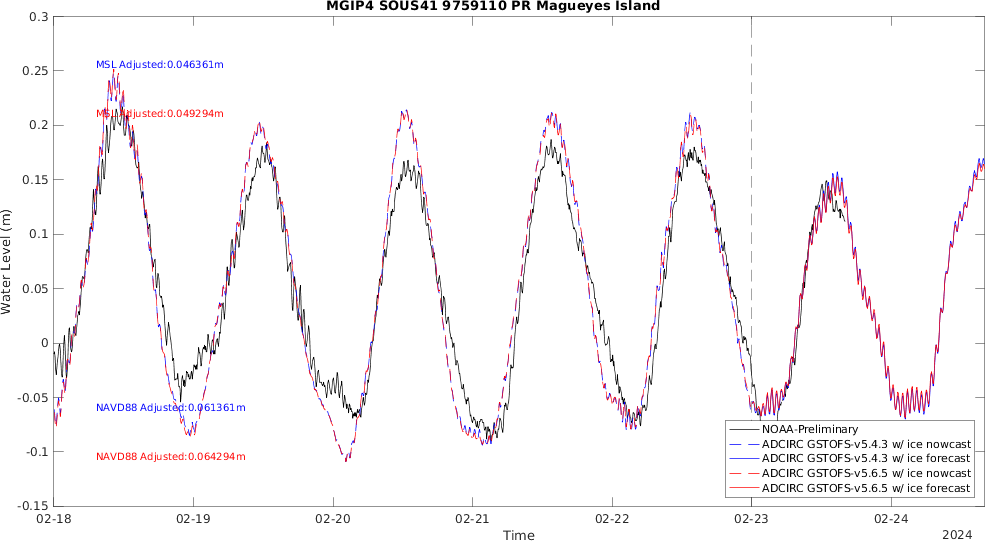 MGIP4 SOUS41 9759110 PR Magueyes Island
0.3
0.25
0.2
0.15
0.1
0.05
0
-0.05
-0.1
-0.15
Water Level (m)
MSL Adjusted:0.046361m
MSL Adjusted:0.049294m
NAVD88 Adjusted:0.061361m
NAVD88 Adjusted:0.064294m
NOAA-Preliminary
ADCIRC GSTOFS-v5.4.3 w/ ice nowcast
ADCIRC GSTOFS-v5.4.3 w/ ice forecast
ADCIRC GSTOFS-v5.6.5 w/ ice nowcast
ADCIRC GSTOFS-v5.6.5 w/ ice forecast
02-18 02-19 02-20 02-21 02-22 02-23 02-24
Time
2024